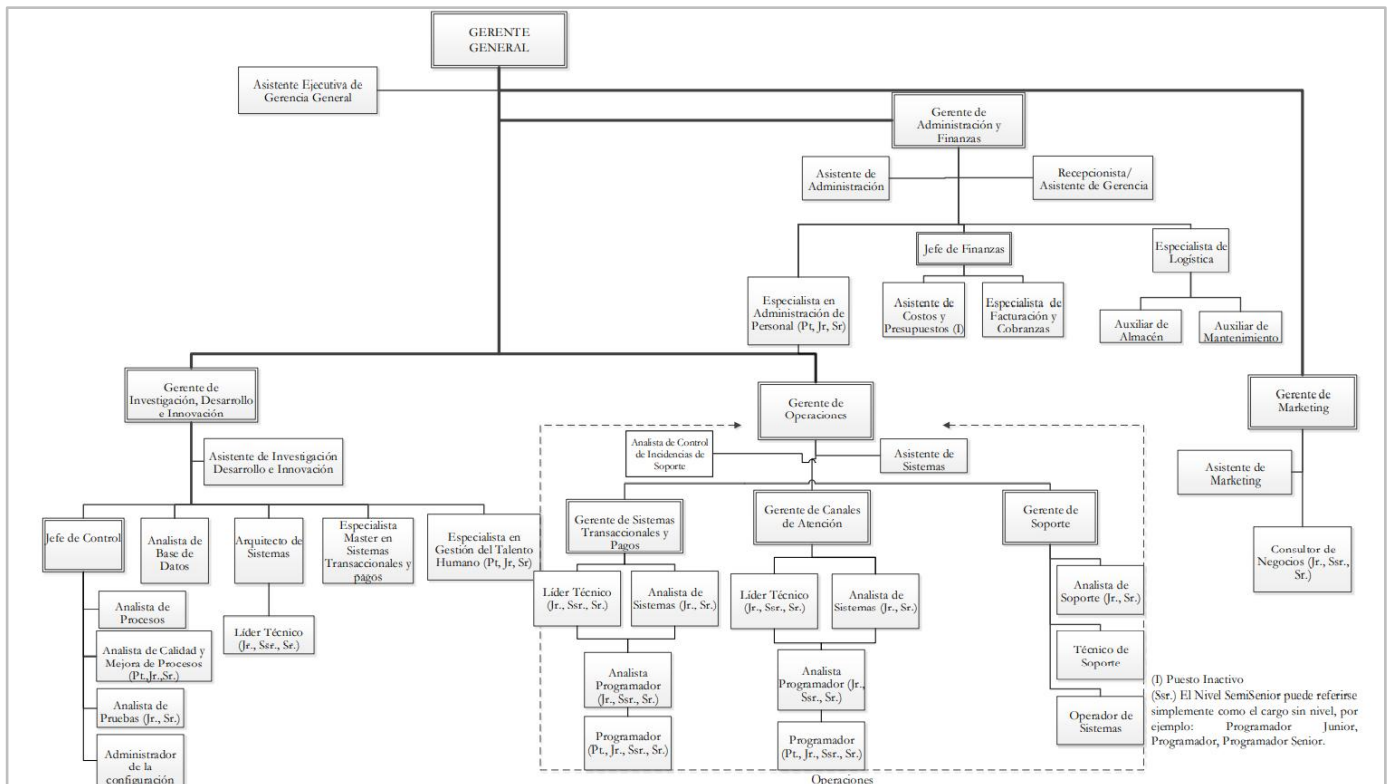 GERENTE
GENERAL
Asistente Ejecutiva de
Gerencia General
Gerente de
Administración y
Finanzas
Asistente de
Administración
Recepcionista/
Asistente de Gerencia
Jefe de Finanzas
Especialista de
Logística
Especialista en
Administración de
Personal (Pt, Jr, Sr)
Asistente de
Costos y
Presupuestos (I)
Especialista de
Facturación y
Cobranzas
Auxiliar de
Almacén
Auxiliar de
Mantenimiento
Gerente de
Investigación, Desarrollo
e Innovación
Gerente de
Operaciones
Gerente de
Marketing
Asistente de Investigación
Desarrollo e Innovación
Analista de Control
de Incidencias de
Soporte
Asistente de
Sistemas
Asistente de
Marketing
Jefe de Control
Analista de
Base de
Datos
Arquitecto de
Sistemas
Especialista
Master en
Sistemas
Transaccionales y
pagos
Especialista en
Gestión del Talento
Humano (Pt, Jr, Sr)
Gerente de Sistemas
Transaccionales y
Pagos
Gerente de Canales
de Atención
Gerente de
Soporte
Consultor de
Negocios (Jr., Ssr.,
Sr.)
Analista de
Procesos
Analista de Calidad y
Mejora de Procesos
(Pt.,Jr.,Sr.)
Analista de
Pruebas (Jr., Sr.)
Administrador
de la
configuración
Líder Técnico
(Jr., Ssr., Sr.)
Líder Técnico
(Jr., Ssr., Sr.)
Analista de
Sistemas (Jr., Sr.)
Líder Técnico
(Jr., Ssr., Sr.)
Analista de
Sistemas (Jr., Sr.)
Analista de
Soporte (Jr., Sr.)
Técnico de
Soporte
Operador de
Sistemas
Analista
Programador
(Jr., Ssr., Sr.)
Programador
(Pt., Jr., Ssr., Sr.)
Analista
Programador (Jr.,
Ssr., Sr.)
Programador
(Pt., Jr., Ssr., Sr.)
Operaciones
(I) Puesto Inactivo
(Ssr.) El Nivel SemiSenior puede referirse
simplemente como el cargo sin nivel, por
ejemplo: Programador Junior,
Programador, Programador Senior.